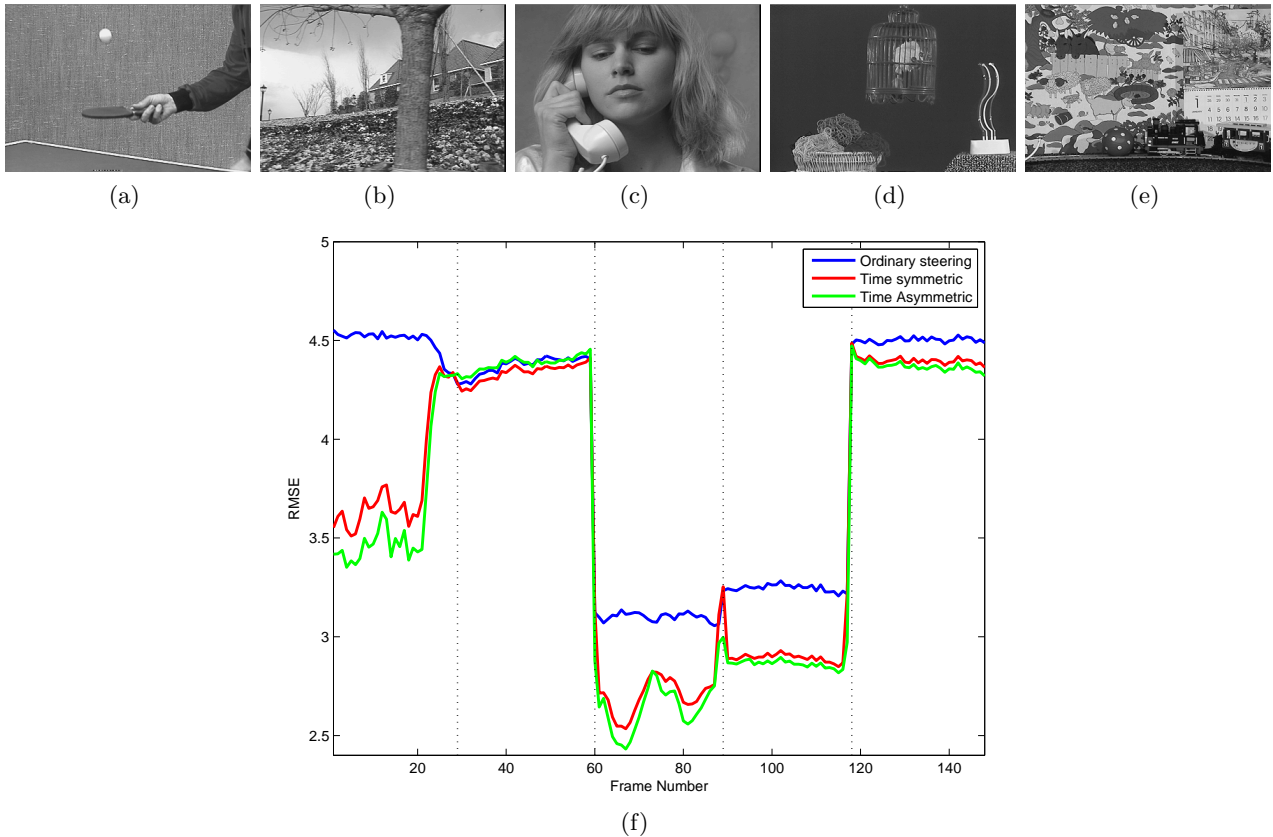 (a) (b) (c) (d) (e)
5
4.5
4
3.5
3
2.5
RMSE
Ordinary steering
Time symmetric
Time Asymmetric
20 40 60 80 100 120 140
Frame Number
(f)